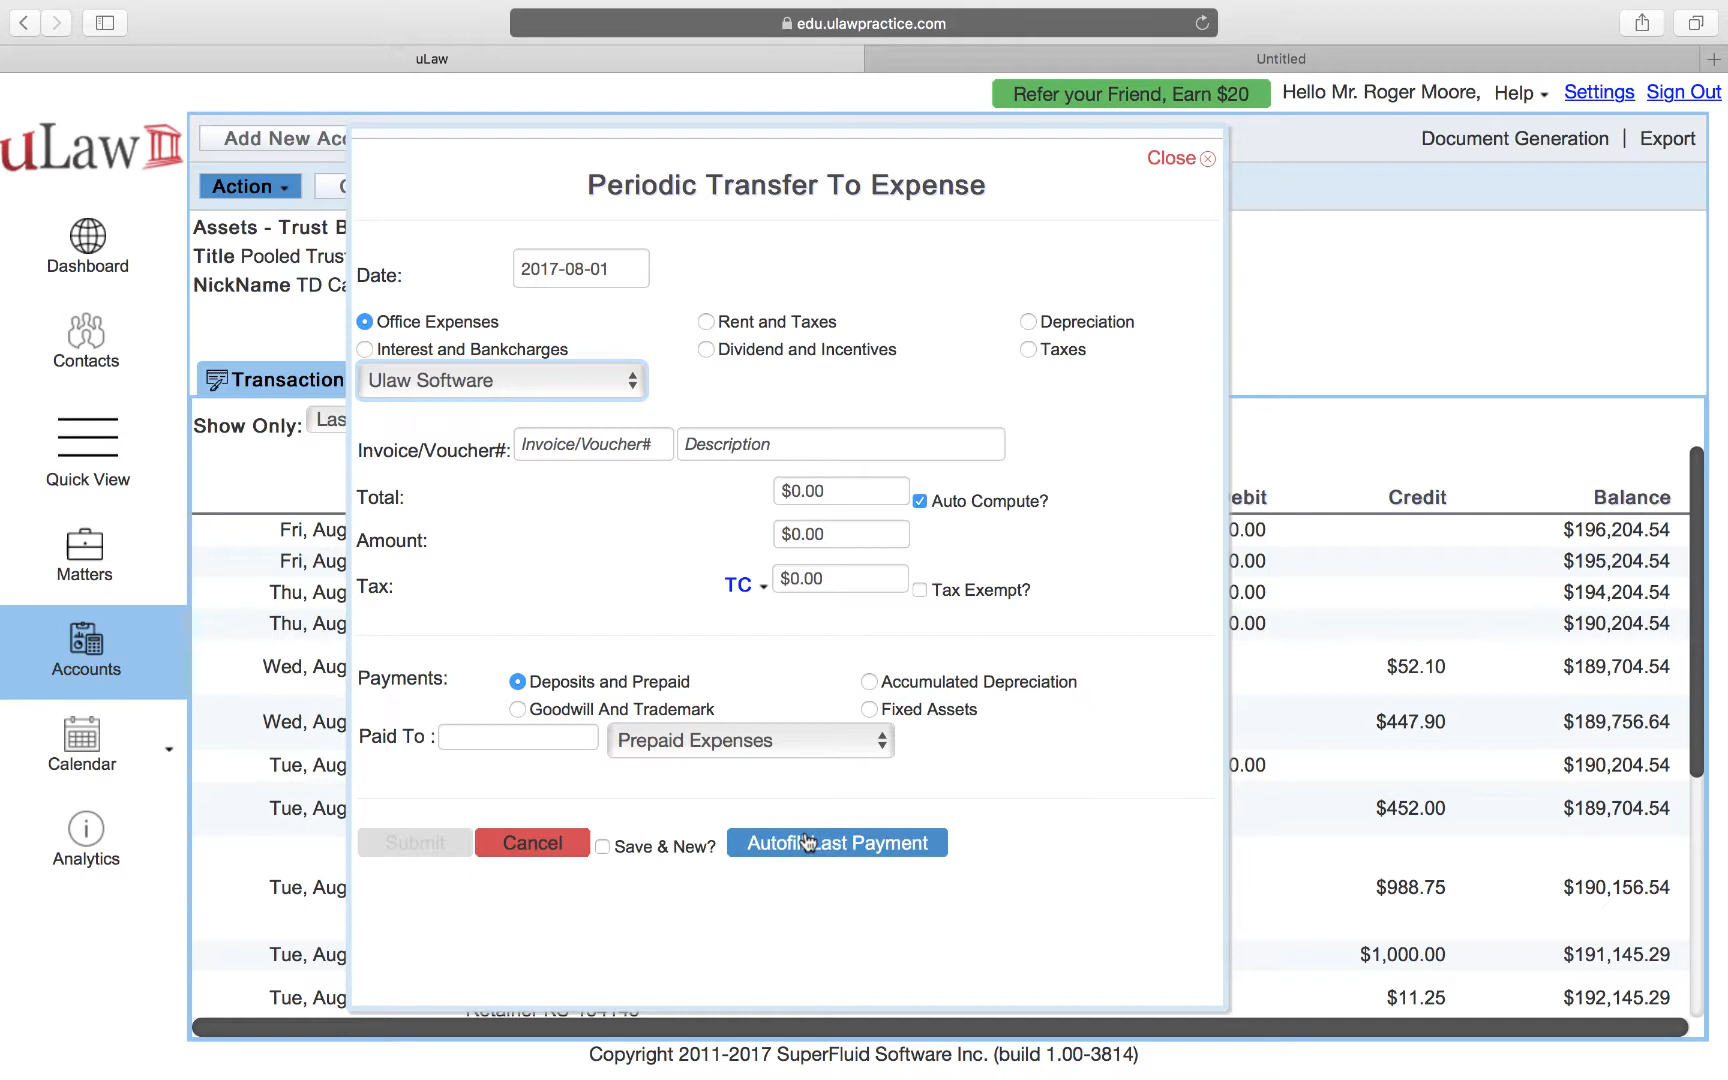 edu.ulawpractice.com
uLaw
Untitled
Refer your Friend, Earn $20
Hello Mr. Roger Moore,
Help
Settings
Sign Out
uLaw
Add New Acc
Document Generation | Export
Action
Close
Periodic Transfer To Expense
Assets - Trust B
Title Pooled Trus
NickName TD Ca
Dashboard
Contacts
Quick View
Matters
Accounts
Calendar
Analytics
Date:
2017-08-01
Office Expenses
Rent and Taxes
Depreciation
Interest and Bankcharges
Dividend and Incentives
Taxes
Ulaw Software
Transaction
Show Only:
Las
Invoice/Voucher#:
Invoice/Voucher#
Description
Total:
$0.00
Auto Compute?
Amount:
$0.00
Tax:
TC
$0.00
Tax Exempt?
Payments:
Deposits and Prepaid
Accumulated Depreciation
Goodwill And Trademark
Fixed Assets
Paid To :
Prepaid Expenses
Submit
Cancel
Save & New?
Autofill Last Payment
ebit
Credit
Balance
Fri, Aug
0.00
$196,204.54
Fri, Aug
0.00
$195,204.54
Thu, Aug
0.00
$194,204.54
Thu, Aug
0.00
$190,204.54
Wed, Aug
$52.10
$189,704.54
Wed, Aug
$447.90
$189,756.64
Tue, Aug
0.00
$190,204.54
Tue, Aug
$452.00
$189,704.54
Tue, Aug
$988.75
$190,156.54
Tue, Aug
$1,000.00
$191,145.29
Tue, Aug
$11.25
$192,145.29
Copyright 2011-2017 SuperFluid Software Inc. (build 1.00-3814)